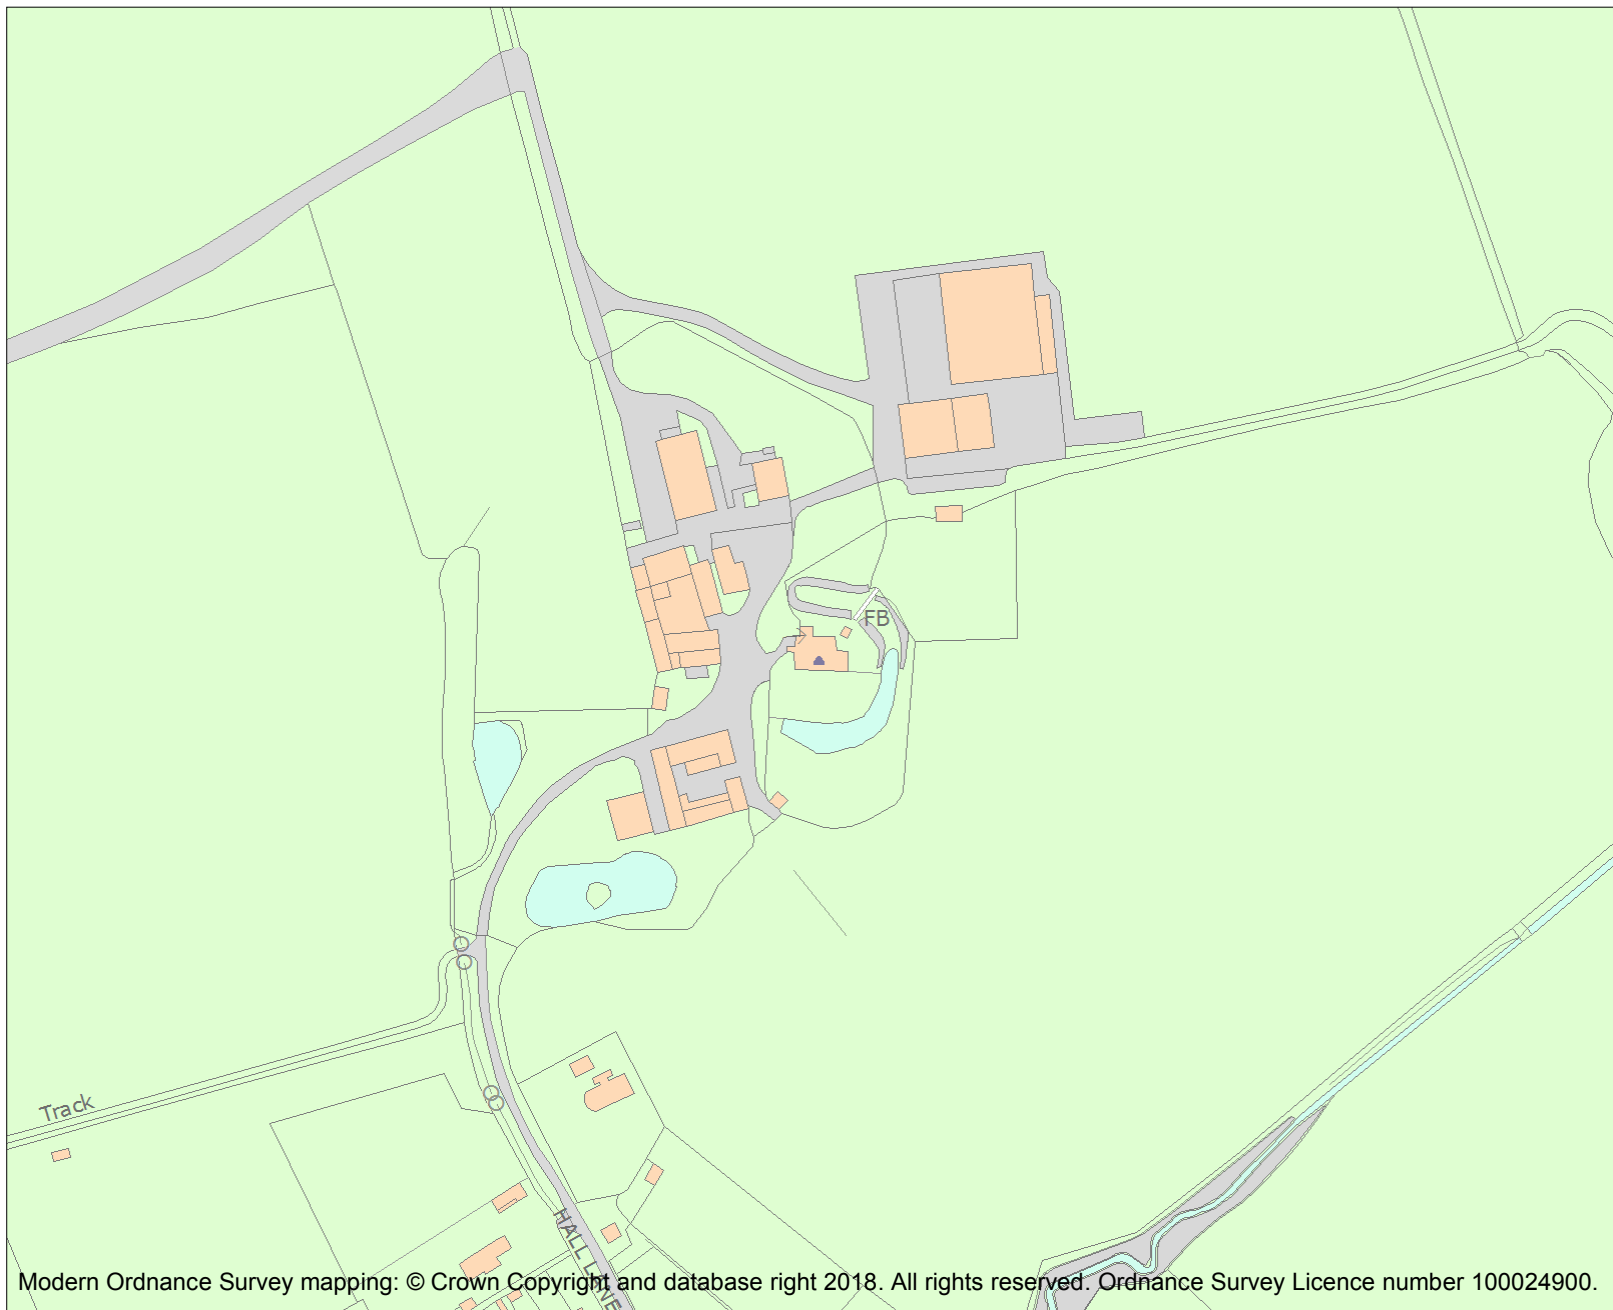 FB
Track
HALL LANE
Modern Ordnance Survey mapping: © Crown Copyright and database right 2018. All rights reserved. Ordnance Survey Licence number 100024900.